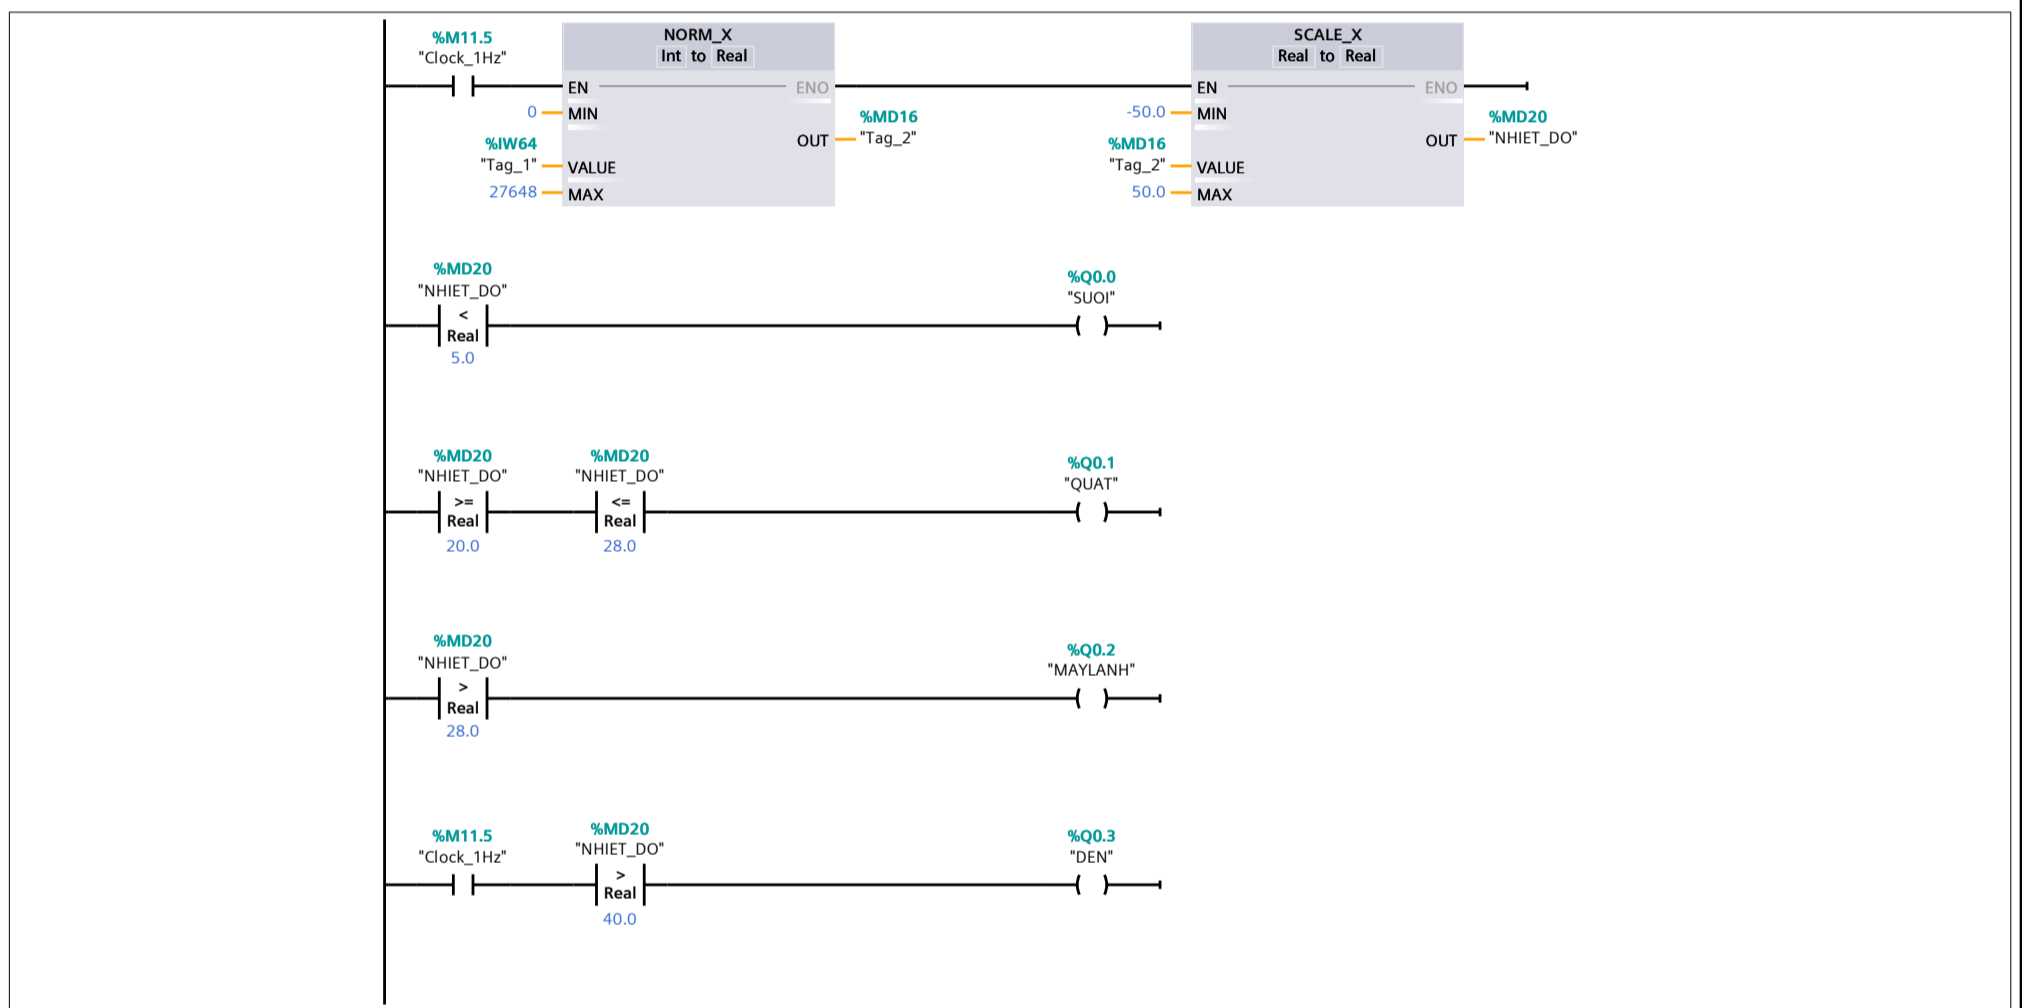 %M11.5
"Clock_1Hz"
NORM_X
Int to Real
EN ENO
0 MIN
%IW64
"Tag_1" VALUE
27648 MAX
OUT
%MD16
"Tag_2"
SCALE_X
Real to Real
EN ENO
-50.0 MIN
%MD16
"Tag_2" VALUE
50.0 MAX
OUT
%MD20
"NHIET_DO"
%MD20
"NHIET_DO"
<
Real
5.0
%Q0.0
"SUOI"
%MD20
"NHIET_DO"
>=
Real
20.0
%MD20
"NHIET_DO"
<=
Real
28.0
%Q0.1
"QUAT"
%MD20
"NHIET_DO"
>
Real
28.0
%Q0.2
"MAYLANH"
%M11.5
"Clock_1Hz"
%MD20
"NHIET_DO"
>
Real
40.0
%Q0.3
"DEN"